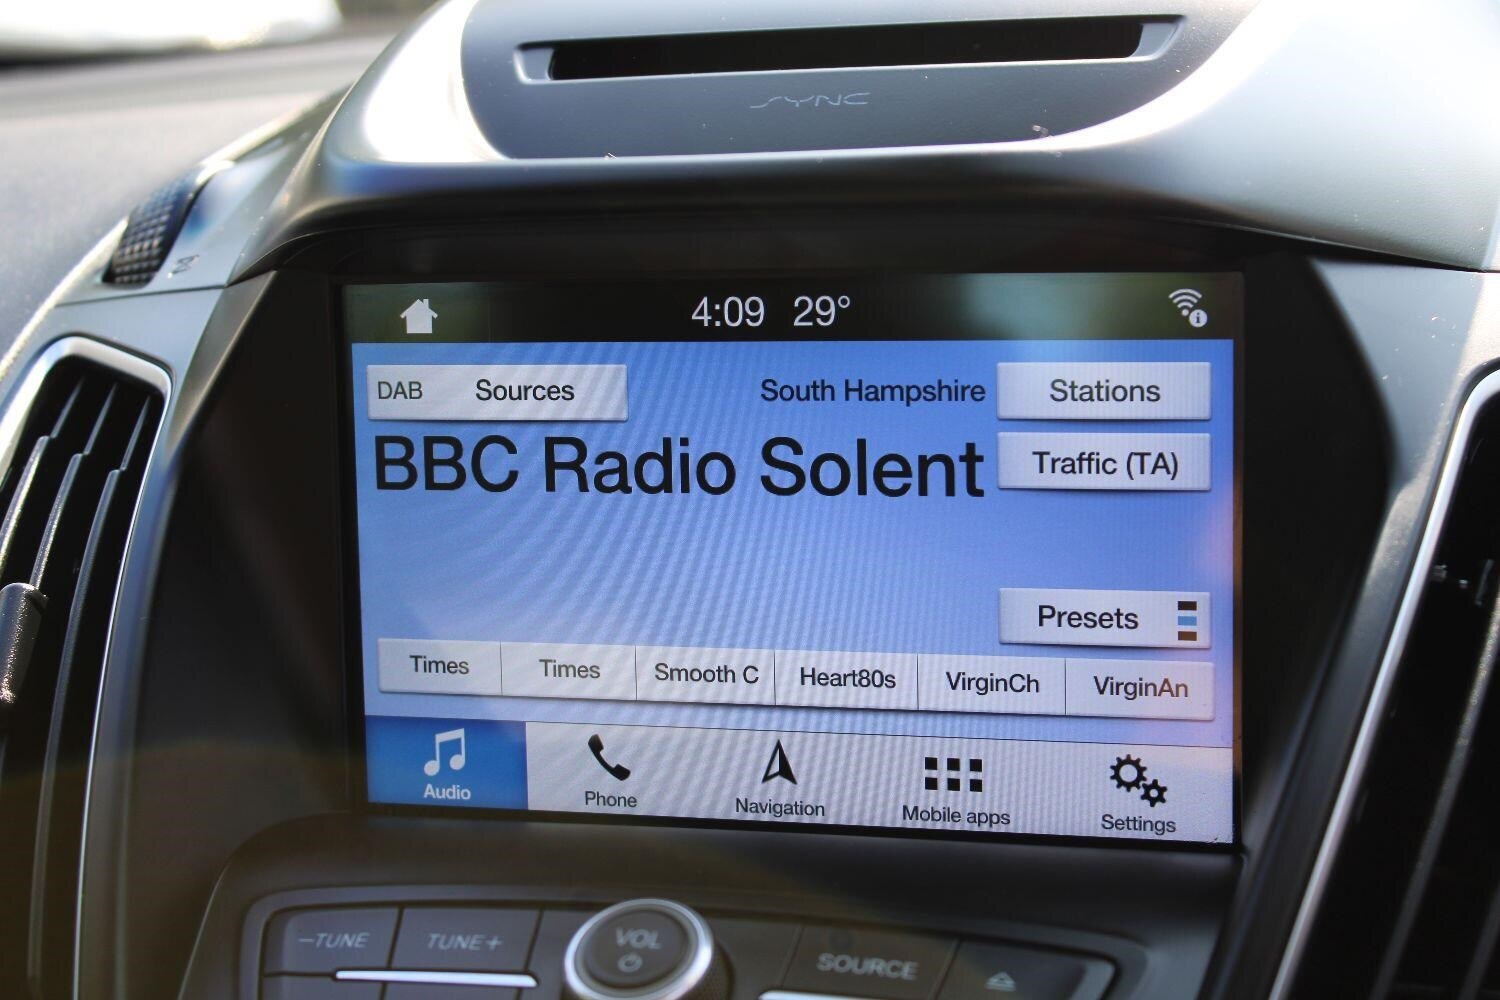 SYNC
4:09 29°
DAB Sources
South Hampshire
Stations
BBC Radio Solent
Traffic (TA)
Presets
Times
Times
Smooth C
Heart80s
VirginCh
VirginAn
Audio
Phone
Navigation
Mobile apps
Settings
–TUNE
TUNE+
VOL
SOURCE